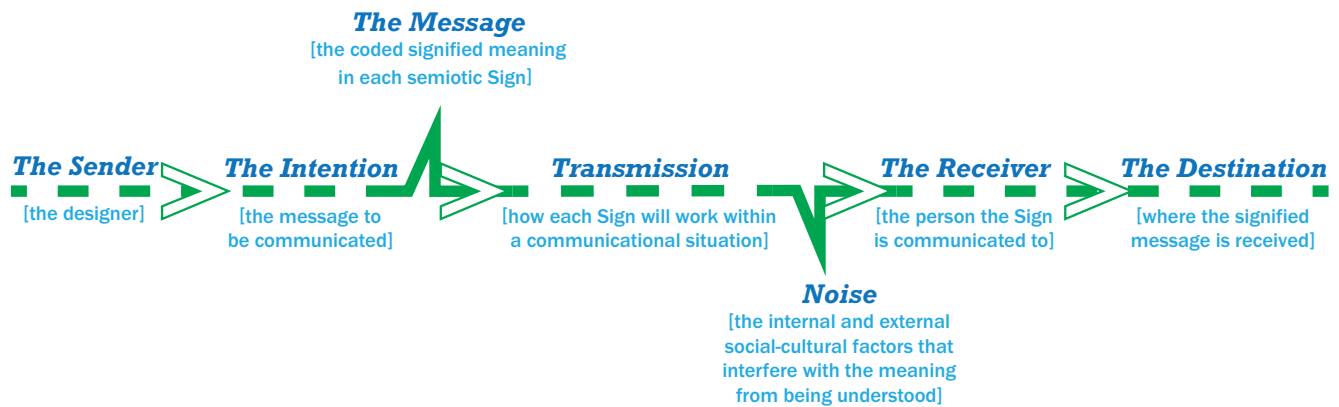 The Message
[the coded signified meaning
in each semiotic Sign]
The Sender
[the designer]
The Intention
[the message to
be communicated]
Transmission
[how each Sign will work within
a communicational situation]
The Receiver
[the person the Sign
is communicated to]
The Destination
[where the signified
message is received]
Noise
[the internal and external
social-cultural factors that
interfere with the meaning
from being understood]